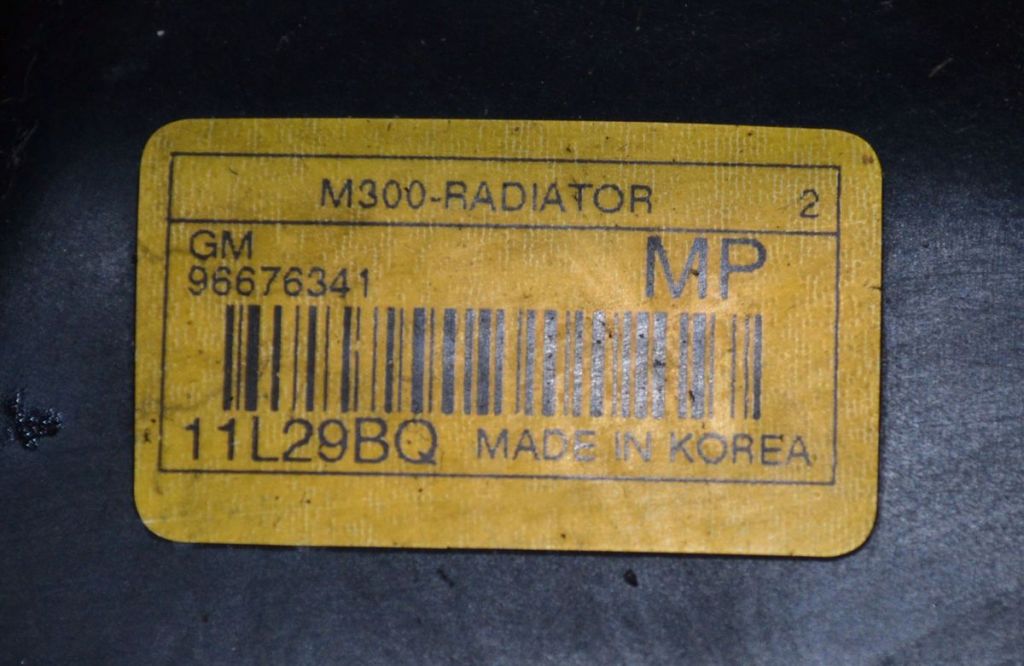 M300-RADIATOR 2
GM MP
96676341
11L29BQ MADE IN KOREA